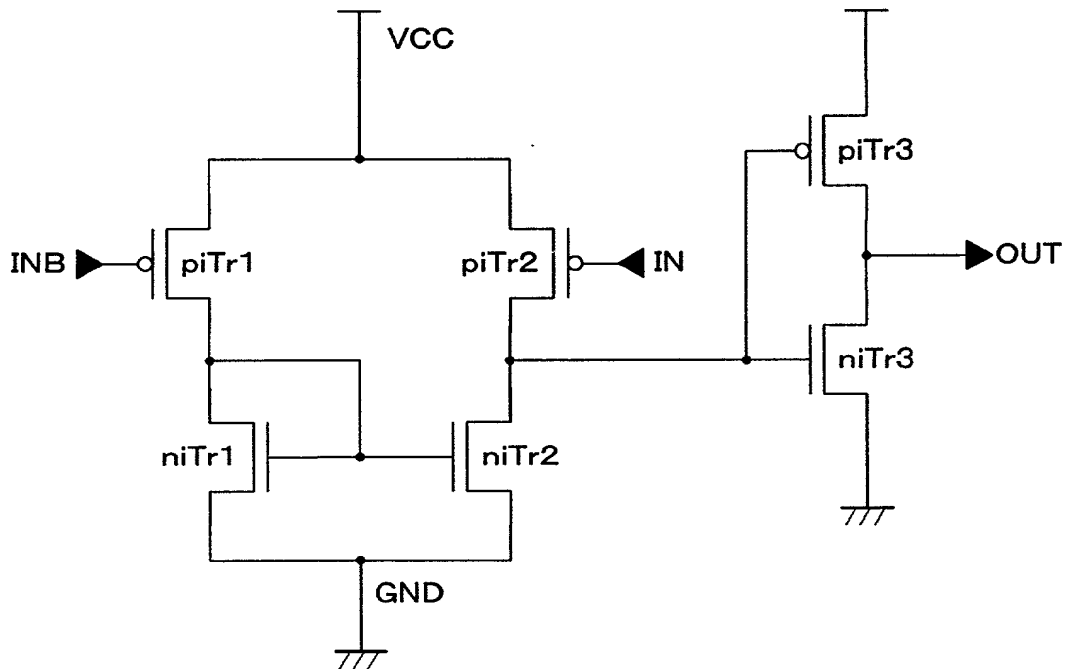 VCC
piTr3
INB
piTr1
piTr2
IN
OUT
niTr3
niTr1
niTr2
GND